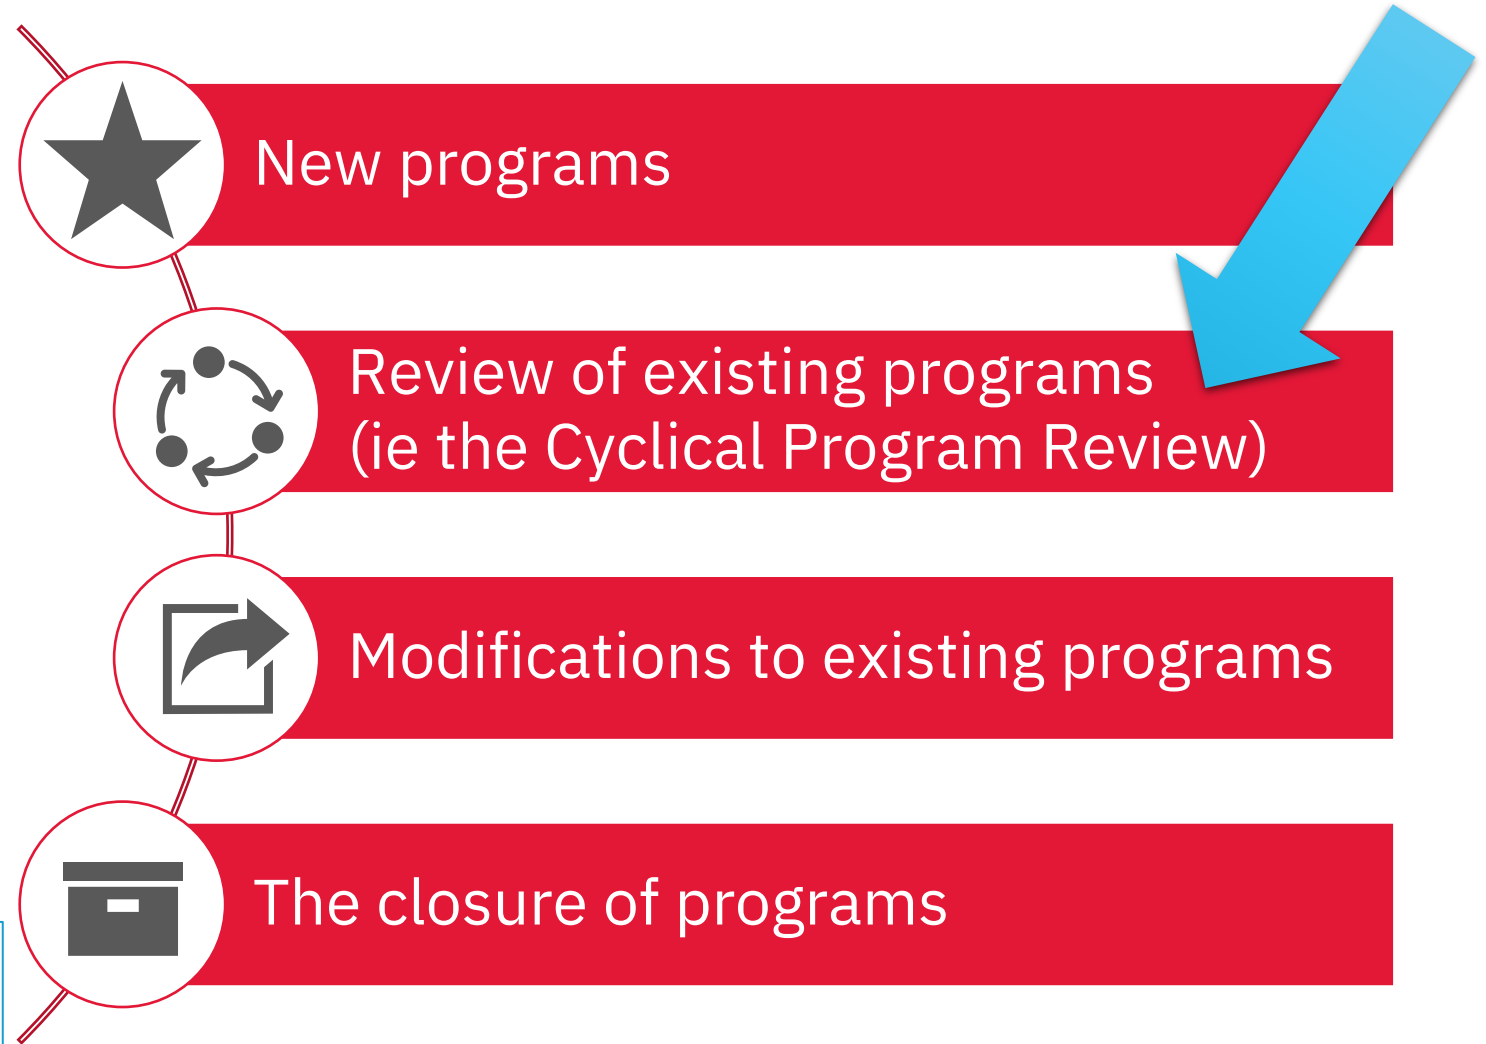 New programs
Review of existing programs
(ie the Cyclical Program Review)
Modifications to existing programs
The closure of programs